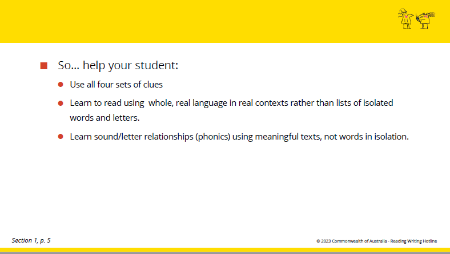 So... help your student:
Use all four sets of clues
Learn to read using whole, real language in real contexts rather than lists of isolated
words and letters.
Learn sound/letter relationships (phonics) using meaningful texts, not words in isolation.
Section 1, p. 5
© 2023 Commonwealth of Australia - Reading Writing Hotline